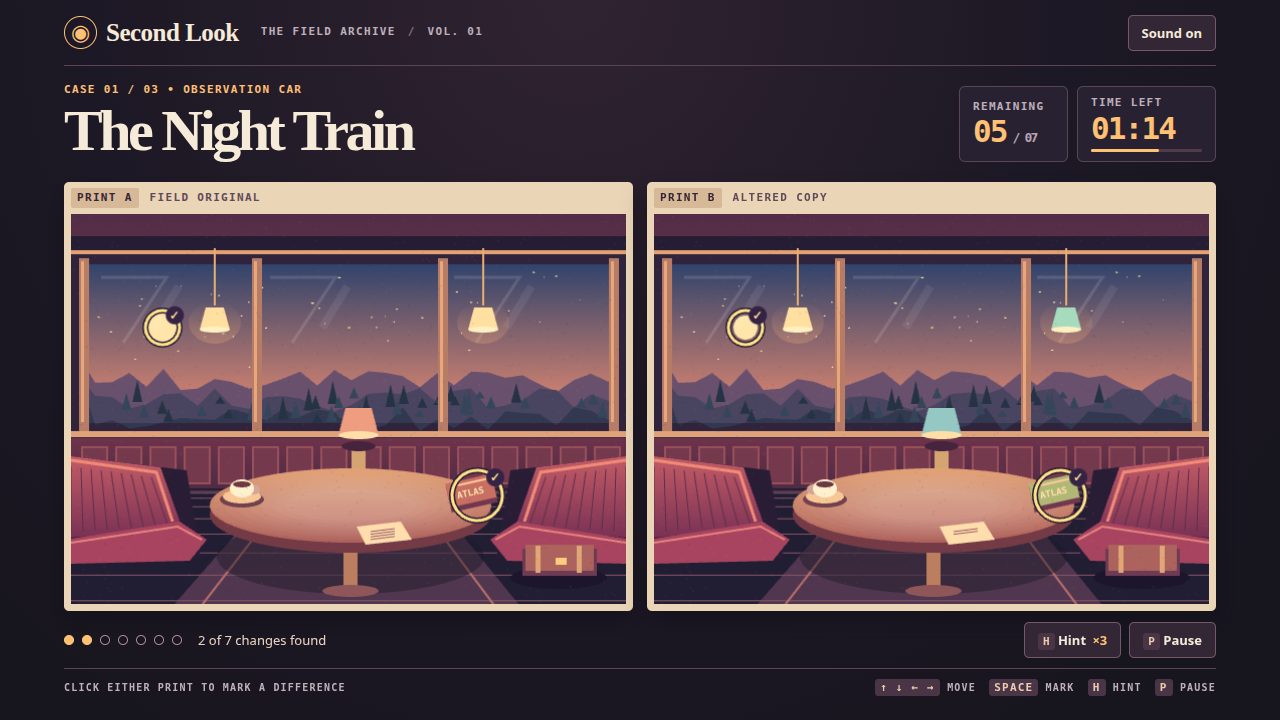 Second Look
THE FIELD ARCHIVE / VOL. 01
Sound on
CASE 01 / 03 • OBSERVATION CAR
The Night Train
REMAINING
05 / 07
TIME LEFT
01:14
PRINT A FIELD ORIGINAL
PRINT B ALTERED COPY
ATLAS
ATLAS
2 of 7 changes found
H Hint ×3
P Pause
CLICK EITHER PRINT TO MARK A DIFFERENCE
↑ ↓ ← → MOVE SPACE MARK H HINT P PAUSE